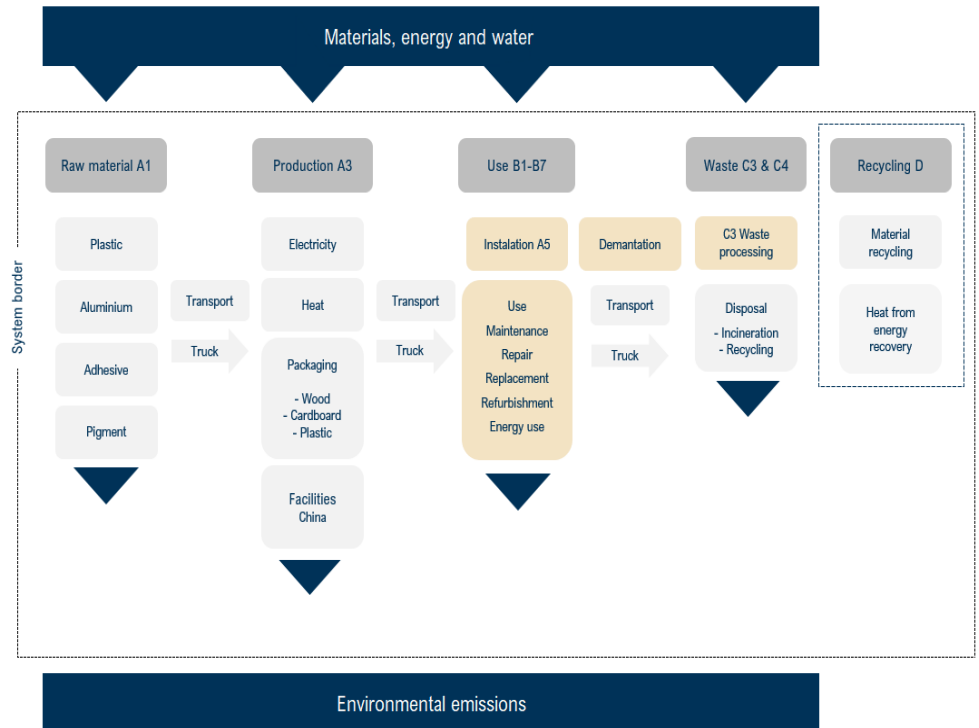 Materials, energy and water
System border
Raw material A1
Plastic
Aluminium
Adhesive
Pigment
Transport
Truck
Production A3
Electricity
Heat
Packaging
- Wood
- Cardboard
- Plastic
Facilities
China
Transport
Truck
Use B1-B7
Instalation A5
Use
Maintenance
Repair
Replacement
Refurbishment
Energy use
Demantation
Transport
Truck
Waste C3 & C4
C3 Waste
processing
Disposal
- Incineration
- Recycling
Recycling D
Material
recycling
Heat from
energy
recovery
Environmental emissions